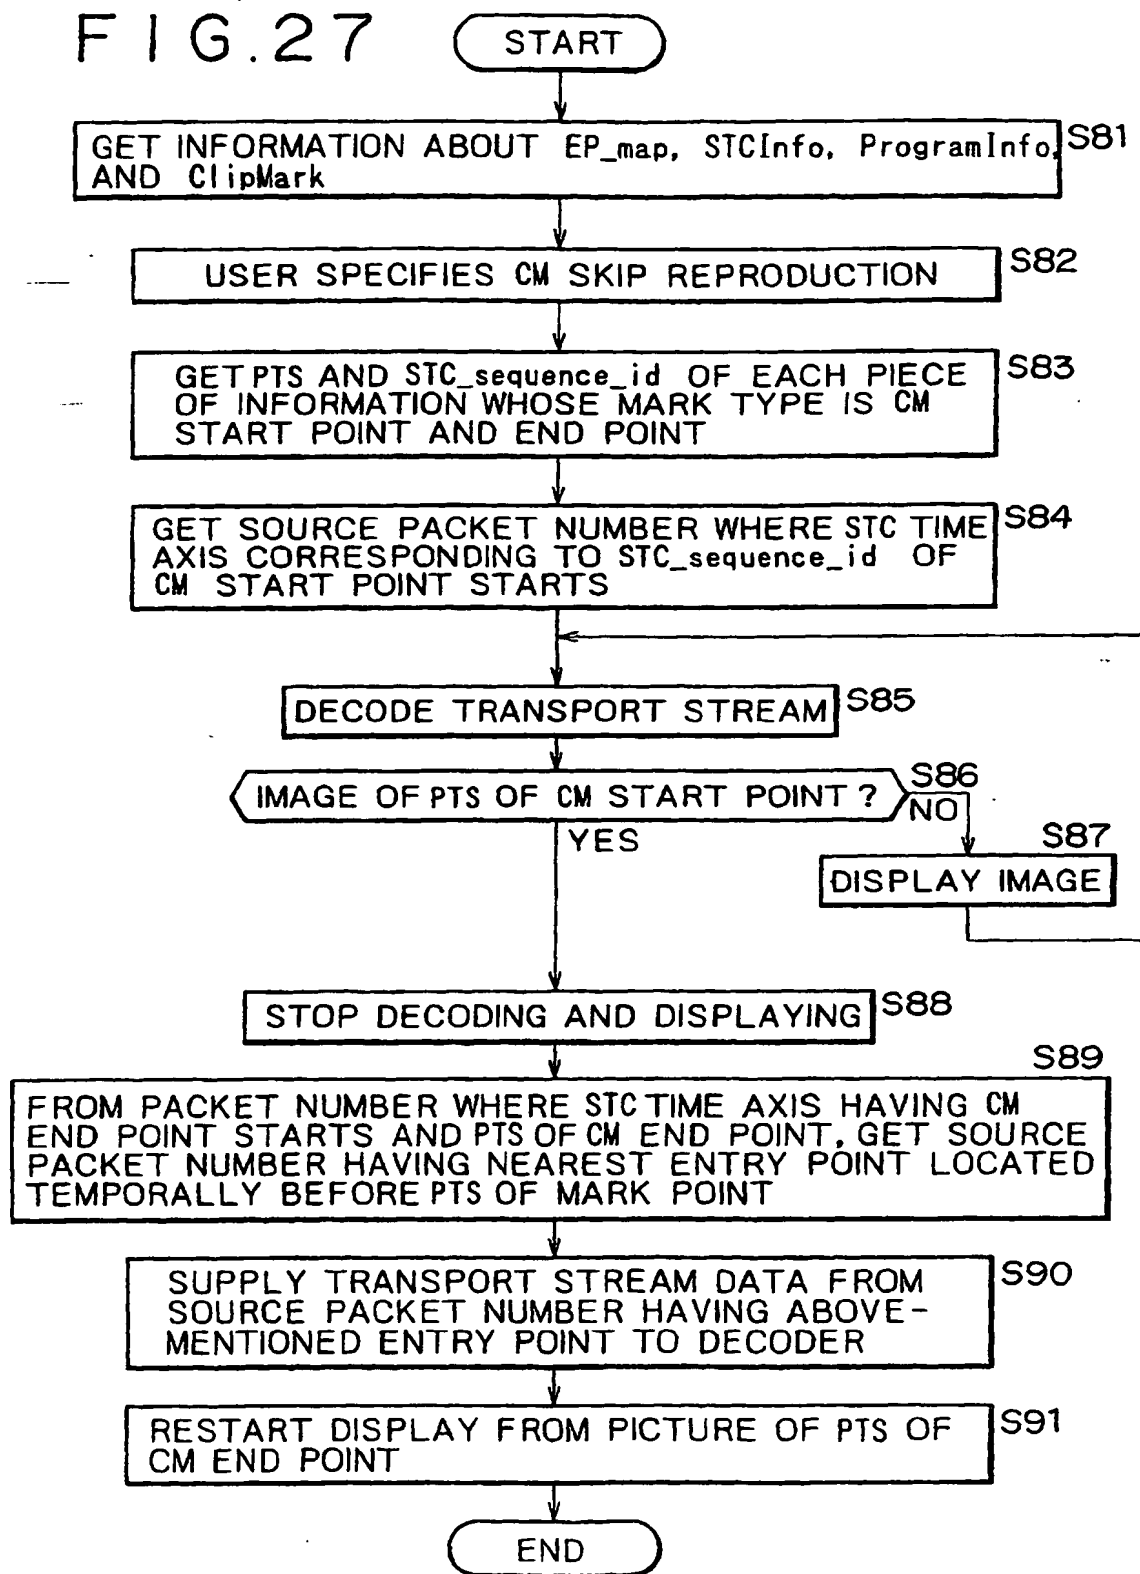 FIG.27
START
GET INFORMATION ABOUT EP_map, STCInfo, ProgramInfo,
AND ClipMark
S81
USER SPECIFIES CM SKIP REPRODUCTION
S82
GET PTS AND STC_sequence_id OF EACH PIECE
OF INFORMATION WHOSE MARK TYPE IS CM
START POINT AND END POINT
S83
GET SOURCE PACKET NUMBER WHERE STC TIME
AXIS CORRESPONDING TO STC_sequence_id OF
CM START POINT STARTS
S84
DECODE TRANSPORT STREAM
S85
IMAGE OF PTS OF CM START POINT ?
S86
NO
YES
S87
DISPLAY IMAGE
STOP DECODING AND DISPLAYING
S88
S89
FROM PACKET NUMBER WHERE STC TIME AXIS HAVING CM
END POINT STARTS AND PTS OF CM END POINT, GET SOURCE
PACKET NUMBER HAVING NEAREST ENTRY POINT LOCATED
TEMPORALLY BEFORE PTS OF MARK POINT
SUPPLY TRANSPORT STREAM DATA FROM
SOURCE PACKET NUMBER HAVING ABOVE-
MENTIONED ENTRY POINT TO DECODER
S90
RESTART DISPLAY FROM PICTURE OF PTS OF
CM END POINT
S91
END